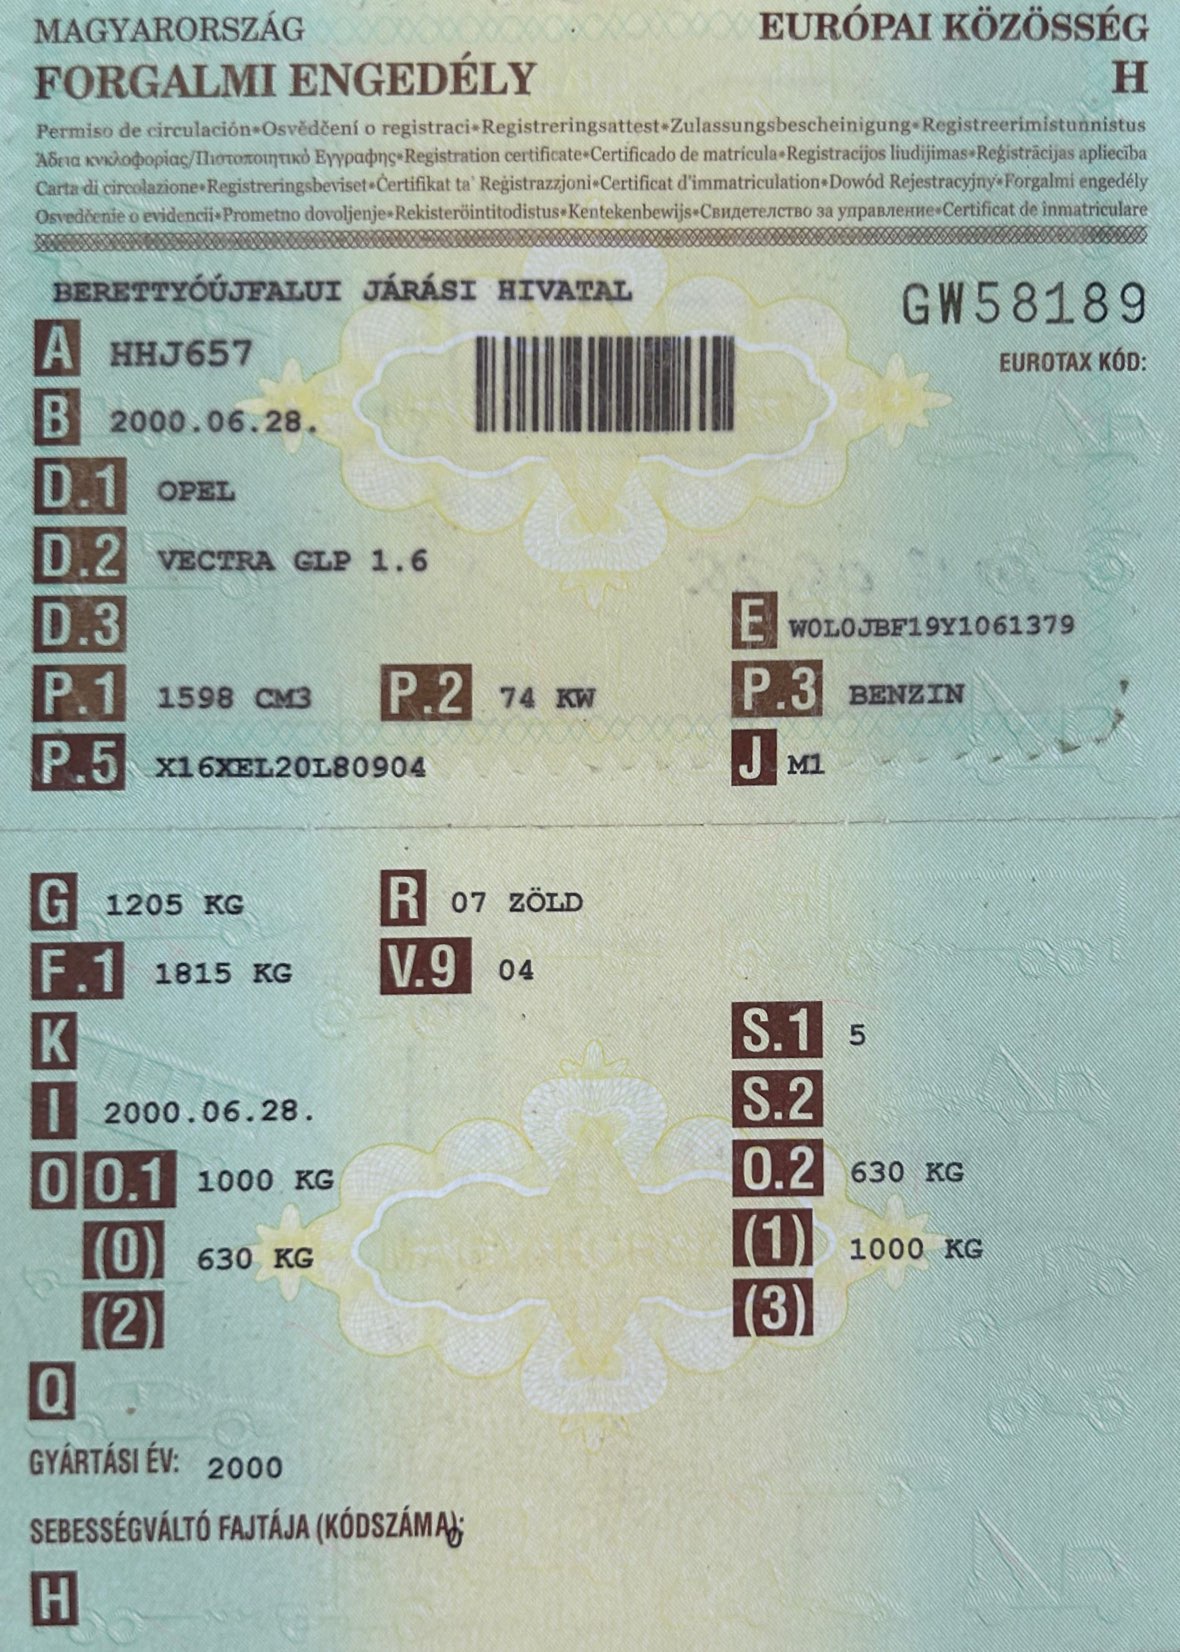 MAGYARORSZÁG EURÓPAI KÖZÖSSÉG
FORGALMI ENGEDÉLY H
Permiso de circulación•Osvědčení o registraci•Registreringsattest•Zulassungsbescheinigung•Registreerimistunnistus
Άδεια κυκλοφορίας/Πιστοποιητικό Εγγραφης•Registration certificate•Certificado de matrícula•Registracijos liudijimas•Reģistrācijas apliecība
Carta di circolazione•Registreringsbeviset•Ċertifikat ta' Reġistrazzjoni•Certificat d'immatriculation•Dowód Rejestracyjny•Forgalmi engedély
Osvedčenie o evidencii•Prometno dovoljenje•Rekisteröintitodistus•Kentekenbewijs•Свидетелство за управление•Certificat de înmatriculare
BERETTYÓÚJFALUI JÁRÁSI HIVATAL GW58189
A HHJ657 EUROTAX KÓD:
B 2000.06.28.
D.1 OPEL
D.2 VECTRA GLP 1.6
D.3 E W0L0JBF19Y1061379
P.1 1598 CM3 P.2 74 KW P.3 BENZIN
P.5 X16XEL20L80904 J M1
G 1205 KG R 07 ZÖLD
F.1 1815 KG V.9 04
K S.1 5
I 2000.06.28. S.2
O O.1 1000 KG O.2 630 KG
(0) 630 KG (1) 1000 KG
(2) (3)
Q
GYÁRTÁSI ÉV: 2000
SEBESSÉGVÁLTÓ FAJTÁJA (KÓDSZÁMA): 0
H